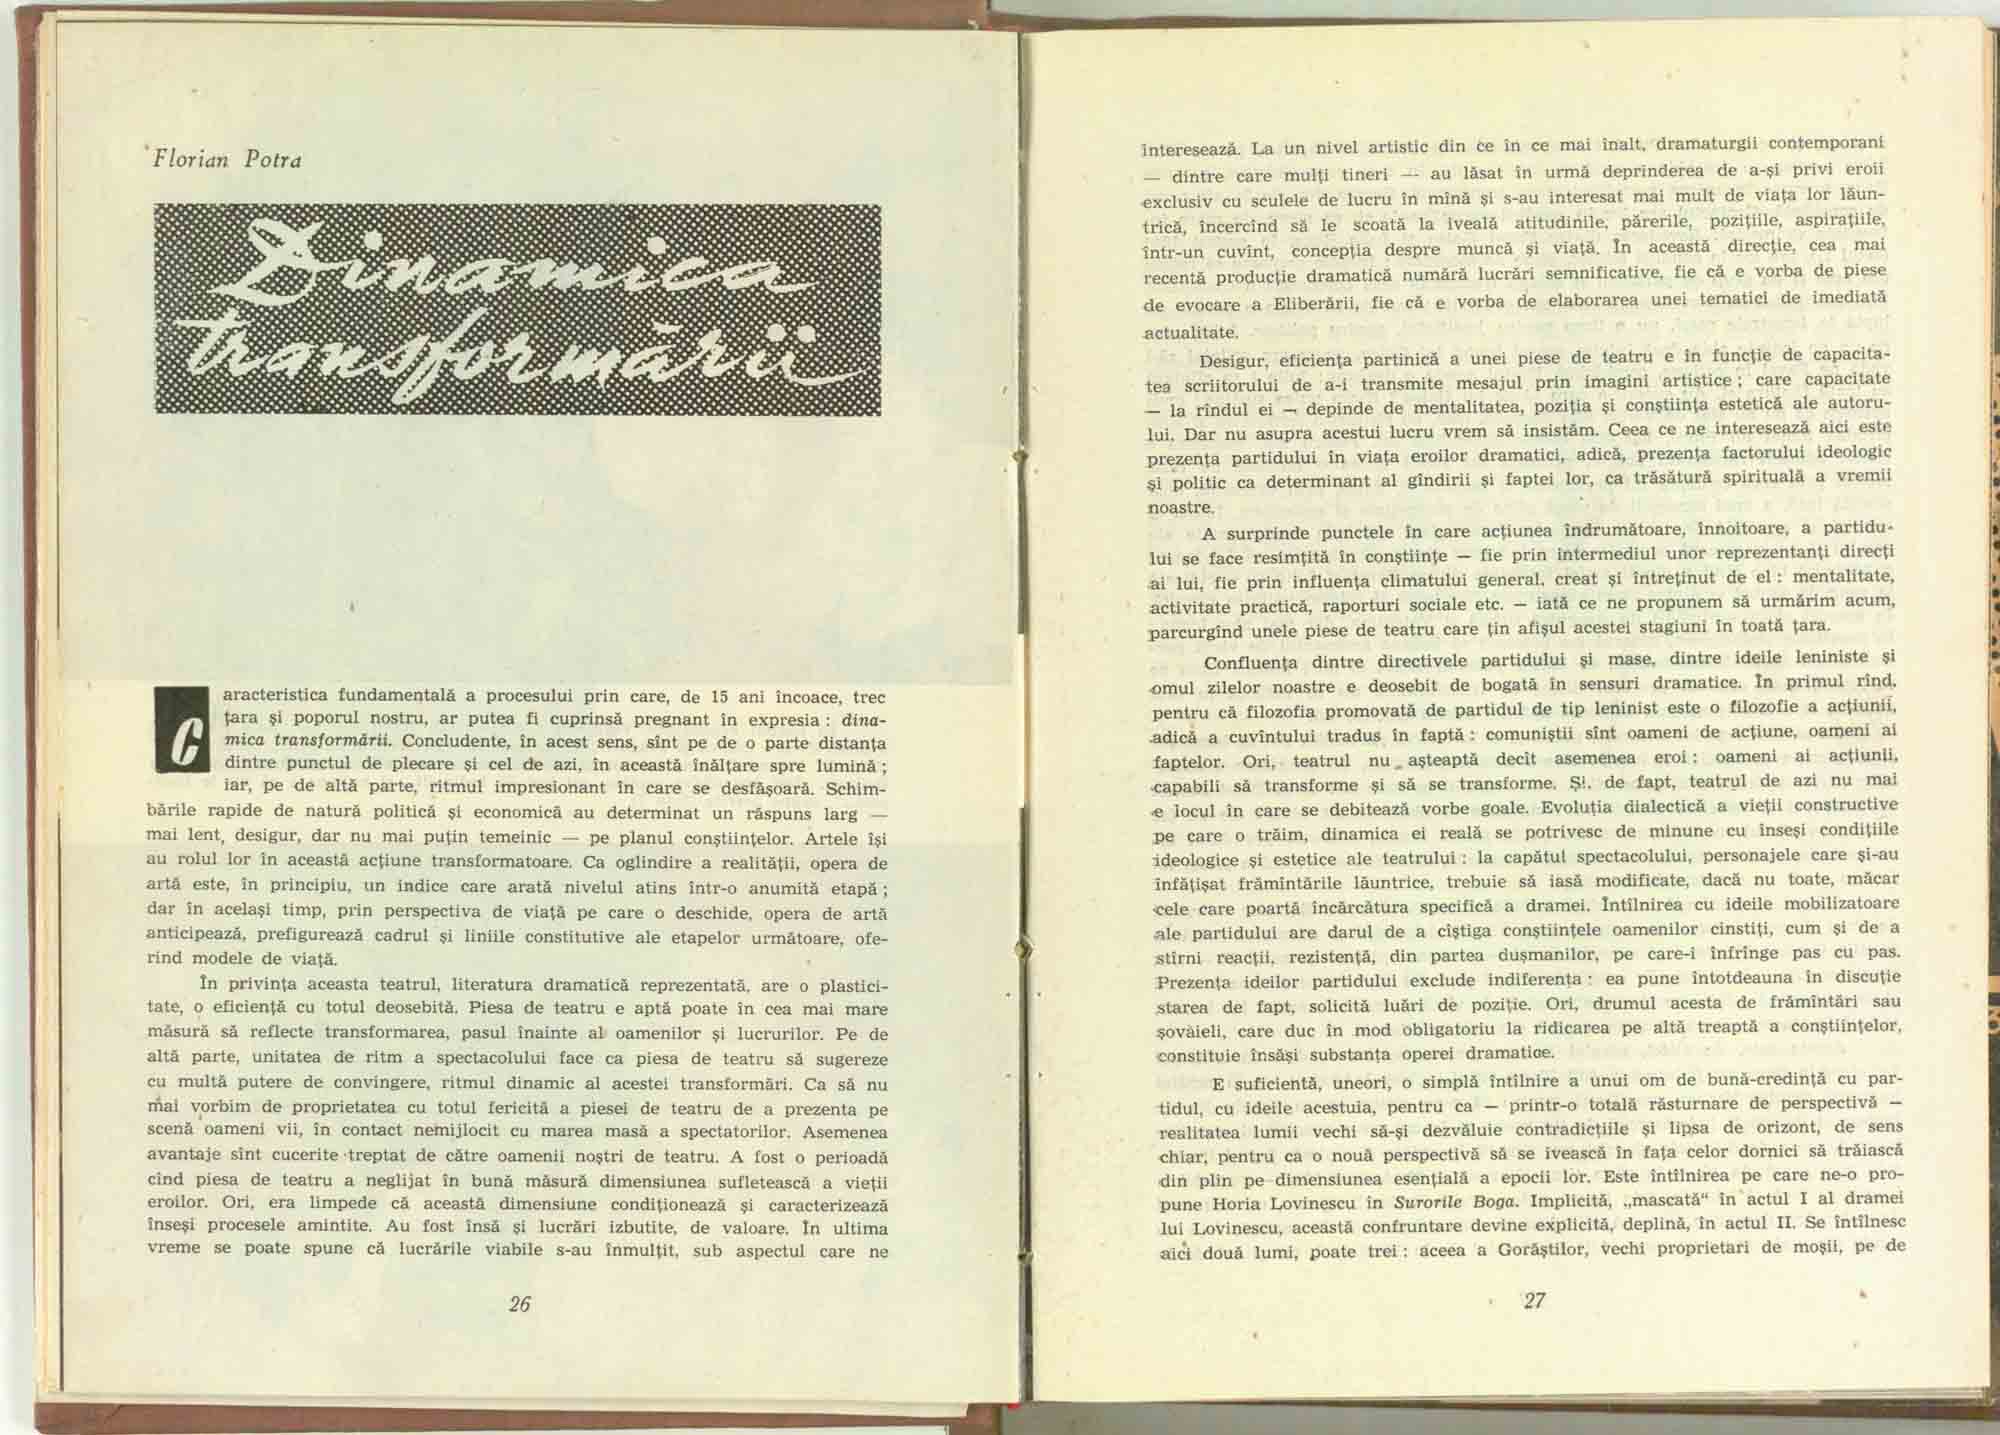 Florian Potra
Dinamica
transformării
Caracteristica fundamentală a procesului prin care, de 15 ani încoace, trec
țara și poporul nostru, ar putea fi cuprinsă pregnant în expresia : dina-
mica transformării. Concludente, în acest sens, sînt pe de o parte distanța
dintre punctul de plecare și cel de azi, în această înălțare spre lumină ;
iar, pe de altă parte, ritmul impresionant în care se desfășoară. Schim-
bările rapide de natură politică și economică au determinat un răspuns larg —
mai lent, desigur, dar nu mai puțin temeinic — pe planul conștiințelor. Artele își
au rolul lor în această acțiune transformatoare. Ca oglindire a realității, opera de
artă este, în principiu, un indice care arată nivelul atins într-o anumită etapă ;
dar în același timp, prin perspectiva de viață pe care o deschide, opera de artă
anticipează, prefigurează cadrul și liniile constitutive ale etapelor următoare, ofe-
rind modele de viață.
În privința aceasta teatrul, literatura dramatică reprezentată, are o plastici-
tate, o eficiență cu totul deosebită. Piesa de teatru e aptă poate în cea mai mare
măsură să reflecte transformarea, pasul înainte al oamenilor și lucrurilor. Pe de
altă parte, unitatea de ritm a spectacolului face ca piesa de teatru să sugereze
cu multă putere de convingere, ritmul dinamic al acestei transformări. Ca să nu
mai vorbim de proprietatea cu totul fericită a piesei de teatru de a prezenta pe
scenă oameni vii, în contact nemijlocit cu marea masă a spectatorilor. Asemenea
avantaje sînt cucerite treptat de către oamenii noștri de teatru. A fost o perioadă
cînd piesa de teatru a neglijat în bună măsură dimensiunea sufletească a vieții
eroilor. Ori, era limpede că această dimensiune condiționează și caracterizează
înseși procesele amintite. Au fost însă și lucrări izbutite, de valoare. În ultima
vreme se poate spune că lucrările viabile s-au înmulțit, sub aspectul care ne
26
interesează. La un nivel artistic din ce în ce mai înalt, dramaturgii contemporani
— dintre care mulți tineri — au lăsat în urmă deprinderea de a-și privi eroii
exclusiv cu sculele de lucru în mînă și s-au interesat mai mult de viața lor lăun-
trică, încercînd să le scoată la iveală atitudinile, părerile, pozițiile, aspirațiile,
într-un cuvînt, concepția despre muncă și viață. În această direcție, cea mai
recentă producție dramatică numără lucrări semnificative, fie că e vorba de piese
de evocare a Eliberării, fie că e vorba de elaborarea unei tematici de imediată
actualitate.
Desigur, eficiența partinică a unei piese de teatru e în funcție de capacita-
tea scriitorului de a-i transmite mesajul prin imagini artistice ; care capacitate
— la rîndul ei — depinde de mentalitatea, poziția și conștiința estetică ale autoru-
lui. Dar nu asupra acestui lucru vrem să insistăm. Ceea ce ne interesează aici este
prezența partidului în viața eroilor dramatici, adică, prezența factorului ideologic
și politic ca determinant al gîndirii și faptei lor, ca trăsătură spirituală a vremii
noastre.
A surprinde punctele în care acțiunea îndrumătoare, înnoitoare, a partidu-
lui se face resimțită în conștiințe — fie prin intermediul unor reprezentanți direcți
ai lui, fie prin influența climatului general, creat și întreținut de el : mentalitate,
activitate practică, raporturi sociale etc. — iată ce ne propunem să urmărim acum,
parcurgînd unele piese de teatru care țin afișul acestei stagiuni în toată țara.
Confluența dintre directivele partidului și mase, dintre ideile leniniste și
omul zilelor noastre e deosebit de bogată în sensuri dramatice. În primul rînd,
pentru că filozofia promovată de partidul de tip leninist este o filozofie a acțiunii,
adică a cuvîntului tradus în faptă : comuniștii sînt oameni de acțiune, oameni ai
faptelor. Ori, teatrul nu așteaptă decît asemenea eroi : oameni ai acțiunii,
capabili să transforme și să se transforme. Și, de fapt, teatrul de azi nu mai
e locul în care se debitează vorbe goale. Evoluția dialectică a vieții constructive
pe care o trăim, dinamica ei reală se potrivesc de minune cu înseși condițiile
ideologice și estetice ale teatrului : la capătul spectacolului, personajele care și-au
înfățișat frămîntările lăuntrice, trebuie să iasă modificate, dacă nu toate, măcar
cele care poartă încărcătura specifică a dramei. Întîlnirea cu ideile mobilizatoare
ale partidului are darul de a cîștiga conștiințele oamenilor cinstiți, cum și de a
stîrni reacții, rezistență, din partea dușmanilor, pe care-i înfrînge pas cu pas.
Prezența ideilor partidului exclude indiferența : ea pune întotdeauna în discuție
starea de fapt, solicită luări de poziție. Ori, drumul acesta de frămîntări sau
șovăieli, care duc în mod obligatoriu la ridicarea pe altă treaptă a conștiințelor,
constituie însăși substanța operei dramatice.
E suficientă, uneori, o simplă întîlnire a unui om de bună-credință cu par-
tidul, cu ideile acestuia, pentru ca — printr-o totală răsturnare de perspectivă —
realitatea lumii vechi să-și dezvăluie contradicțiile și lipsa de orizont, de sens
chiar, pentru ca o nouă perspectivă să se ivească în fața celor dornici să trăiască
din plin pe dimensiunea esențială a epocii lor. Este întîlnirea pe care ne-o pro-
pune Horia Lovinescu în Surorile Boga. Implicită, „mascată“ în actul I al dramei
lui Lovinescu, această confruntare devine explicită, deplină, în actul II. Se întîlnesc
aici două lumi, poate trei : aceea a Gorăștilor, vechi proprietari de moșii, pe de
27